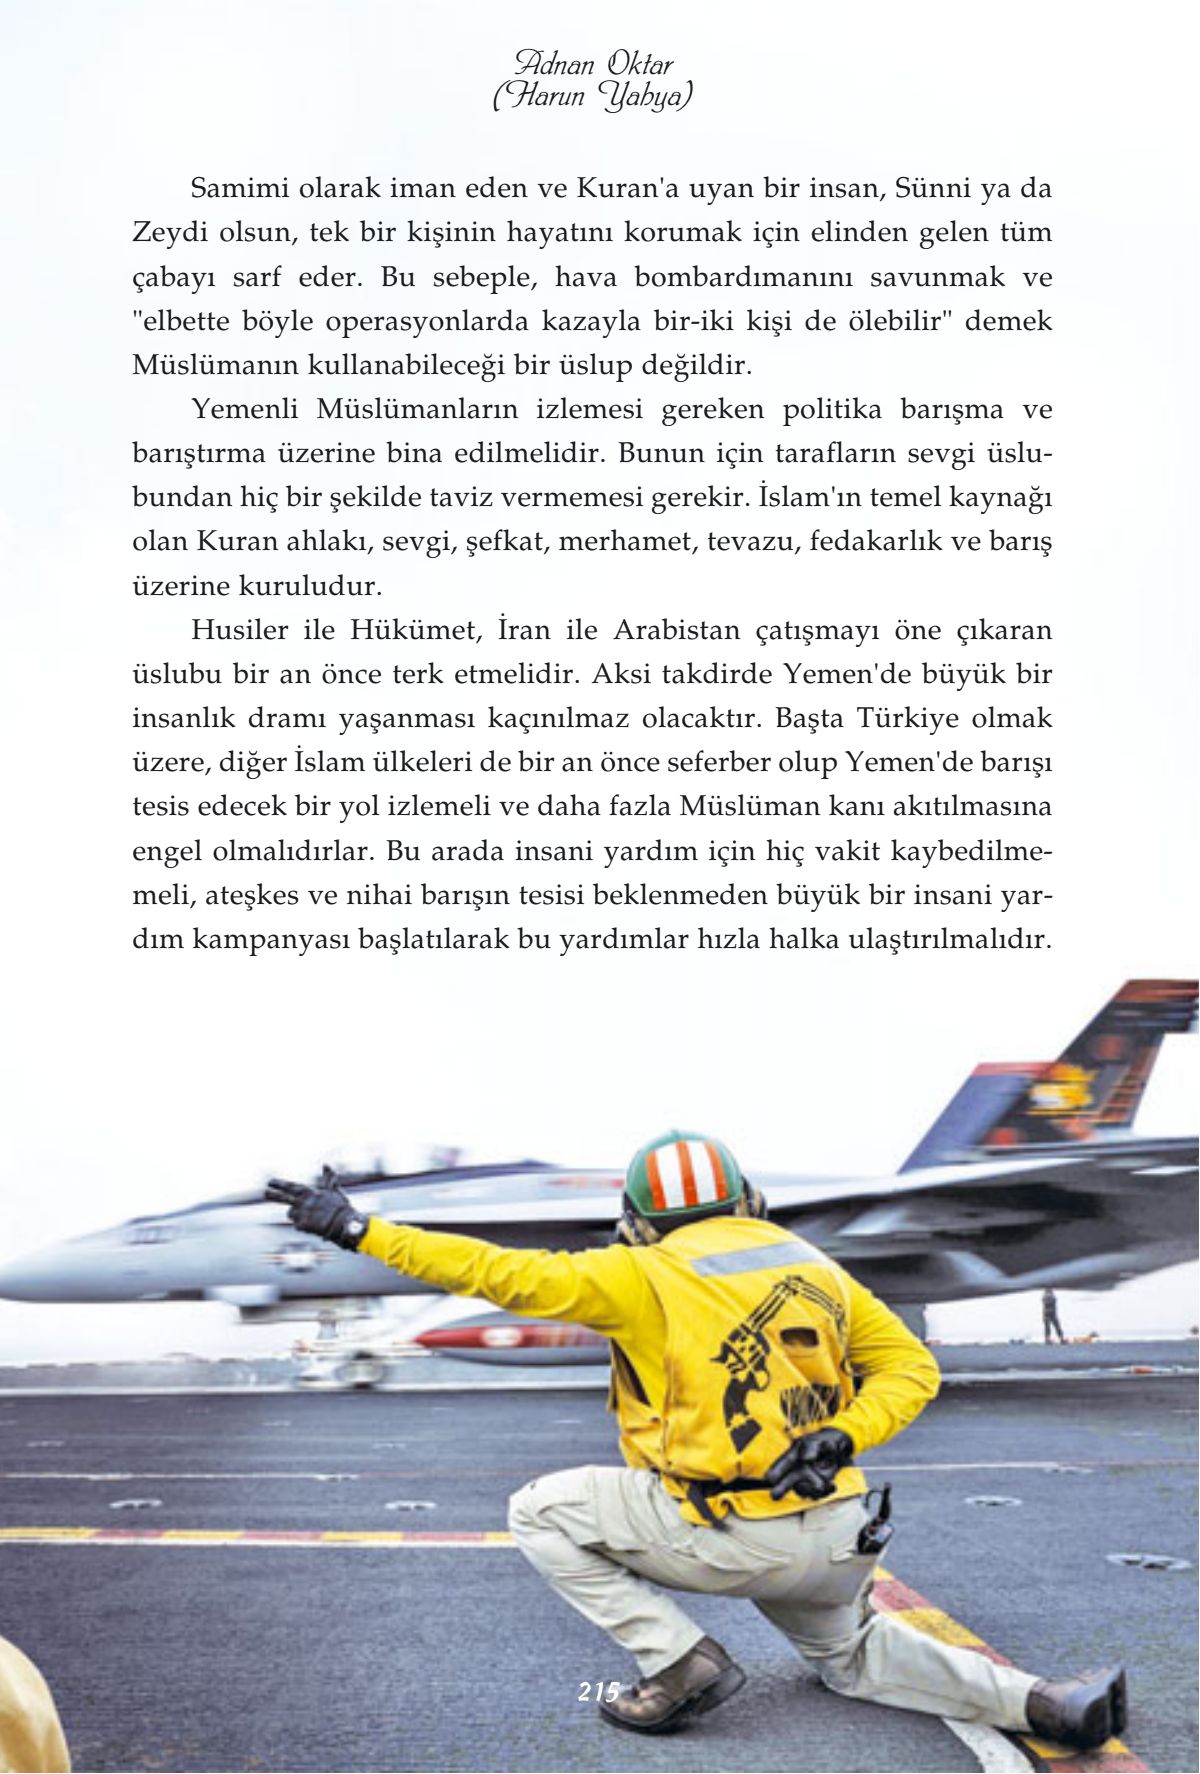 Adnan Oktar
(Harun Yahya)
Samimi olarak iman eden ve Kuran'a uyan bir insan, Sünni ya da
Zeydi olsun, tek bir kişinin hayatını korumak için elinden gelen tüm
çabayı sarf eder. Bu sebeple, hava bombardımanını savunmak ve
"elbette böyle operasyonlarda kazayla bir-iki kişi de ölebilir" demek
Müslümanın kullanabileceği bir üslup değildir.
Yemenli Müslümanların izlemesi gereken politika barışma ve
barıştırma üzerine bina edilmelidir. Bunun için tarafların sevgi üslu-
bundan hiç bir şekilde taviz vermemesi gerekir. İslam'ın temel kaynağı
olan Kuran ahlakı, sevgi, şefkat, merhamet, tevazu, fedakarlık ve barış
üzerine kuruludur.
Husiler ile Hükümet, İran ile Arabistan çatışmayı öne çıkaran
üslubu bir an önce terk etmelidir. Aksi takdirde Yemen'de büyük bir
insanlık dramı yaşanması kaçınılmaz olacaktır. Başta Türkiye olmak
üzere, diğer İslam ülkeleri de bir an önce seferber olup Yemen'de barışı
tesis edecek bir yol izlemeli ve daha fazla Müslüman kanı akıtılmasına
engel olmalıdırlar. Bu arada insani yardım için hiç vakit kaybedilme-
meli, ateşkes ve nihai barışın tesisi beklenmeden büyük bir insani yar-
dım kampanyası başlatılarak bu yardımlar hızla halka ulaştırılmalıdır.
215